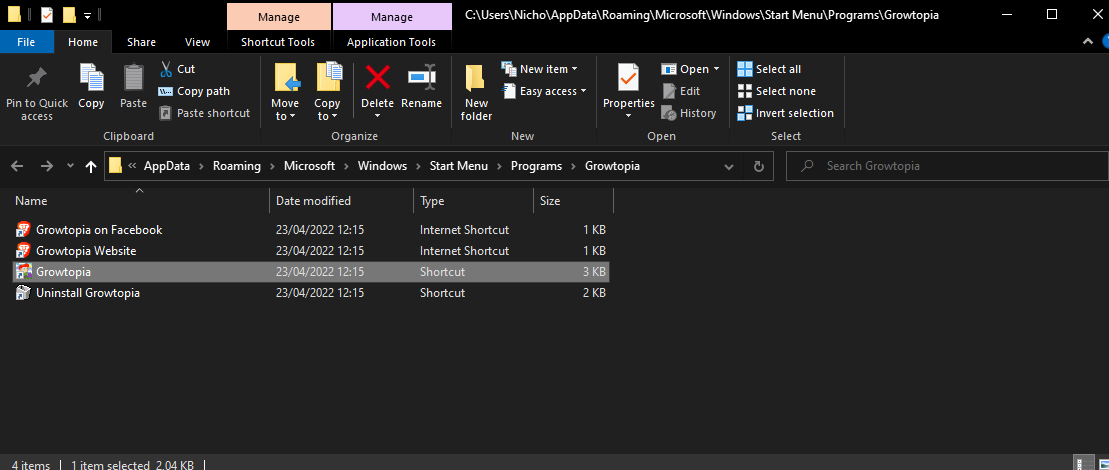 Manage Manage C:\Users\Nicho\AppData\Roaming\Microsoft\Windows\Start Menu\Programs\Growtopia
File Home Share View Shortcut Tools Application Tools
Pin to Quick access
Copy
Paste
Cut
Copy path
Paste shortcut
Clipboard
Move to
Copy to
Delete
Rename
Organize
New folder
New item
Easy access
New
Properties
Open
Edit
History
Open
Select all
Select none
Invert selection
Select
« AppData > Roaming > Microsoft > Windows > Start Menu > Programs > Growtopia
Search Growtopia
Name Date modified Type Size
Growtopia on Facebook 23/04/2022 12:15 Internet Shortcut 1 KB
Growtopia Website 23/04/2022 12:15 Internet Shortcut 1 KB
Growtopia 23/04/2022 12:15 Shortcut 3 KB
Uninstall Growtopia 23/04/2022 12:15 Shortcut 2 KB
4 items 1 item selected 2.04 KB